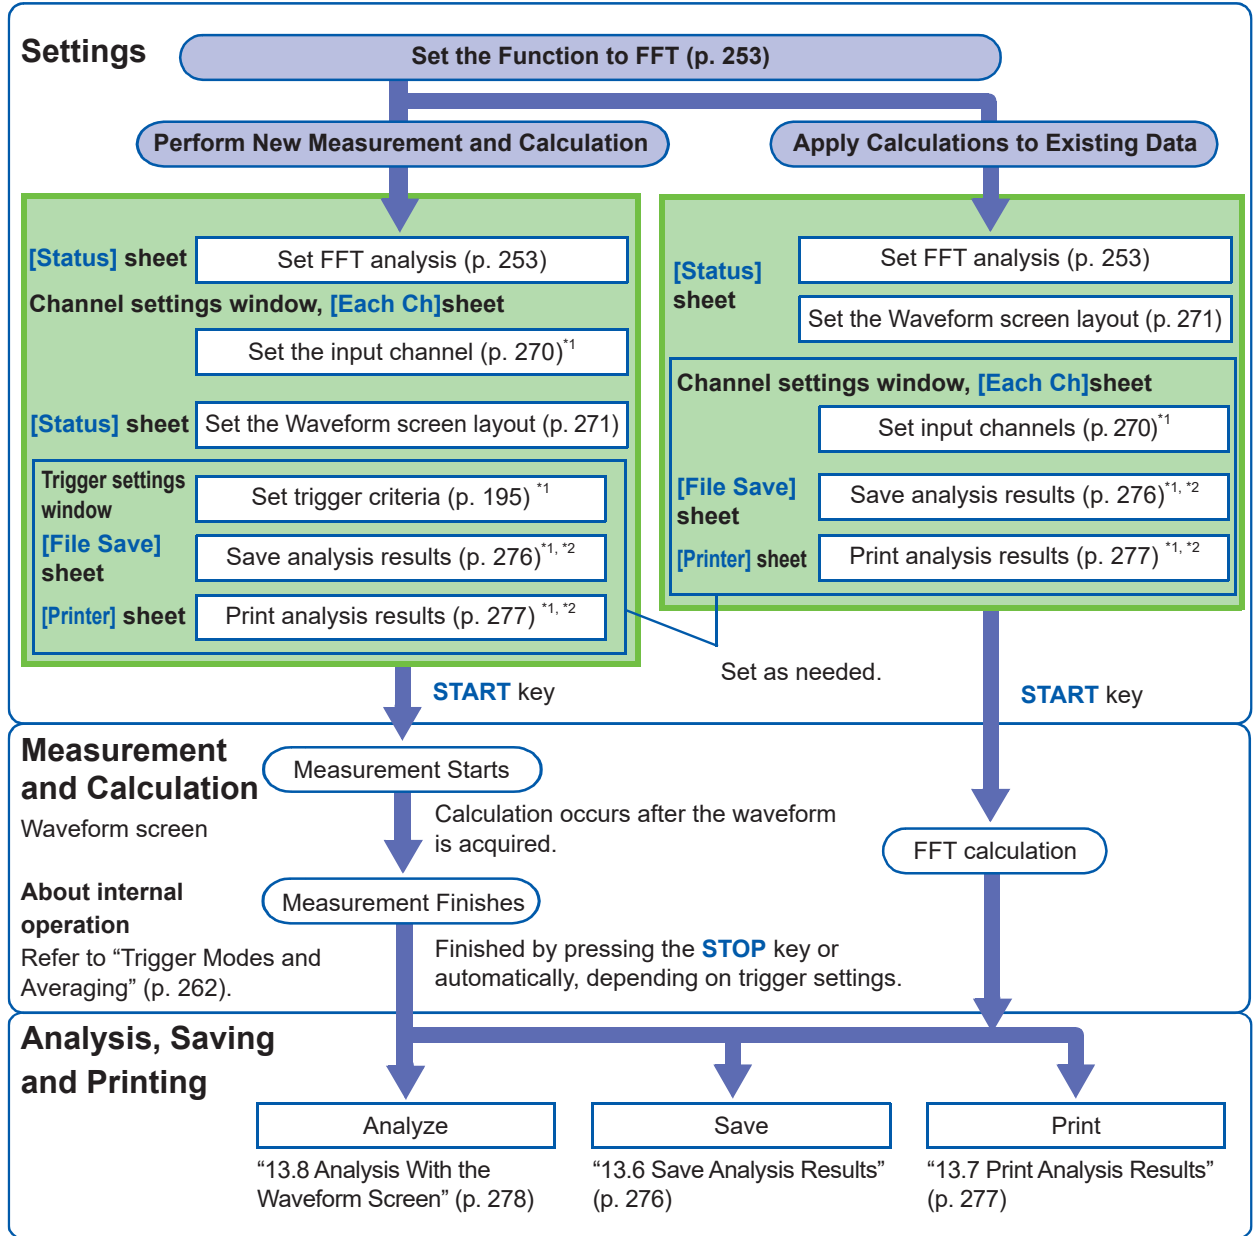 Settings
Set the Function to FFT (p. 253)
Perform New Measurement and Calculation
Apply Calculations to Existing Data
[Status] sheet
Set FFT analysis (p. 253)
Channel settings window, [Each Ch]sheet
Set the input channel (p. 270)*1
[Status] sheet
Set the Waveform screen layout (p. 271)
Trigger settings
window
Set trigger criteria (p. 195) *1
[File Save]
sheet
Save analysis results (p. 276)*1, *2
[Printer] sheet
Print analysis results (p. 277) *1, *2
[Status]
sheet
Set FFT analysis (p. 253)
Set the Waveform screen layout (p. 271)
Channel settings window, [Each Ch]sheet
Set input channels (p. 270)*1
[File Save]
sheet
Save analysis results (p. 276)*1, *2
[Printer] sheet
Print analysis results (p. 277) *1, *2
Set as needed.
START key
START key
Measurement
and Calculation
Waveform screen
About internal
operation
Refer to “Trigger Modes and
Averaging” (p. 262).
Measurement Starts
Calculation occurs after the waveform
is acquired.
Measurement Finishes
Finished by pressing the STOP key or
automatically, depending on trigger settings.
FFT calculation
Analysis, Saving
and Printing
Analyze
“13.8 Analysis With the
Waveform Screen” (p. 278)
Save
“13.6 Save Analysis Results”
(p. 276)
Print
“13.7 Print Analysis Results”
(p. 277)